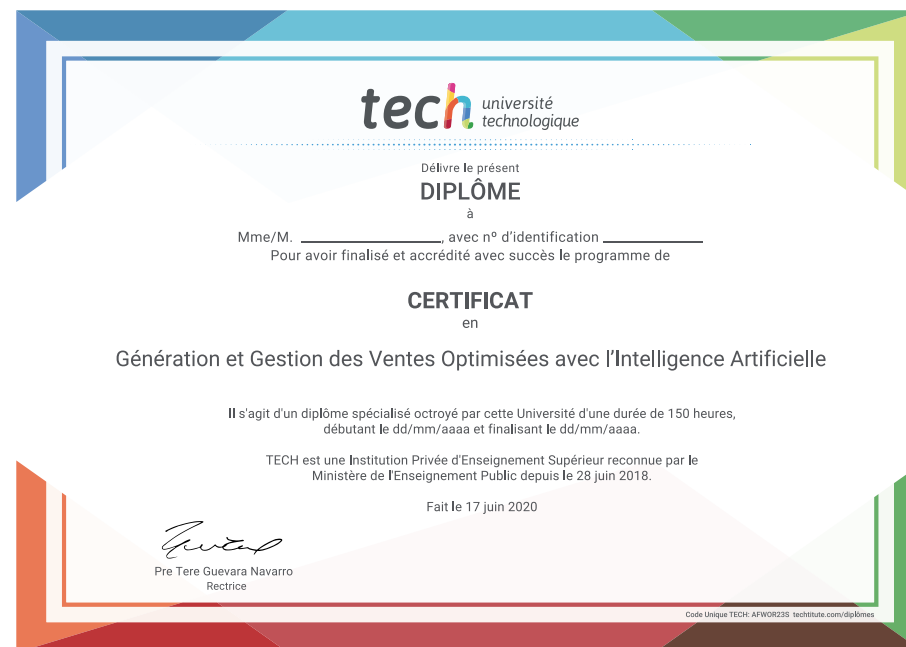 tech université
technologique
Délivre le présent
DIPLÔME
à
Mme/M. ____________________, avec nº d'identification ______________
Pour avoir finalisé et accrédité avec succès le programme de
CERTIFICAT
en
Génération et Gestion des Ventes Optimisées avec l'Intelligence Artificielle
Il s'agit d'un diplôme spécialisé octroyé par cette Université d'une durée de 150 heures,
débutant le dd/mm/aaaa et finalisant le dd/mm/aaaa.
TECH est une Institution Privée d'Enseignement Supérieur reconnue par le
Ministère de l'Enseignement Public depuis le 28 juin 2018.
Fait le 17 juin 2020
Pre Tere Guevara Navarro
Rectrice
Code Unique TECH: AFWOR23S techtitute.com/diplômes